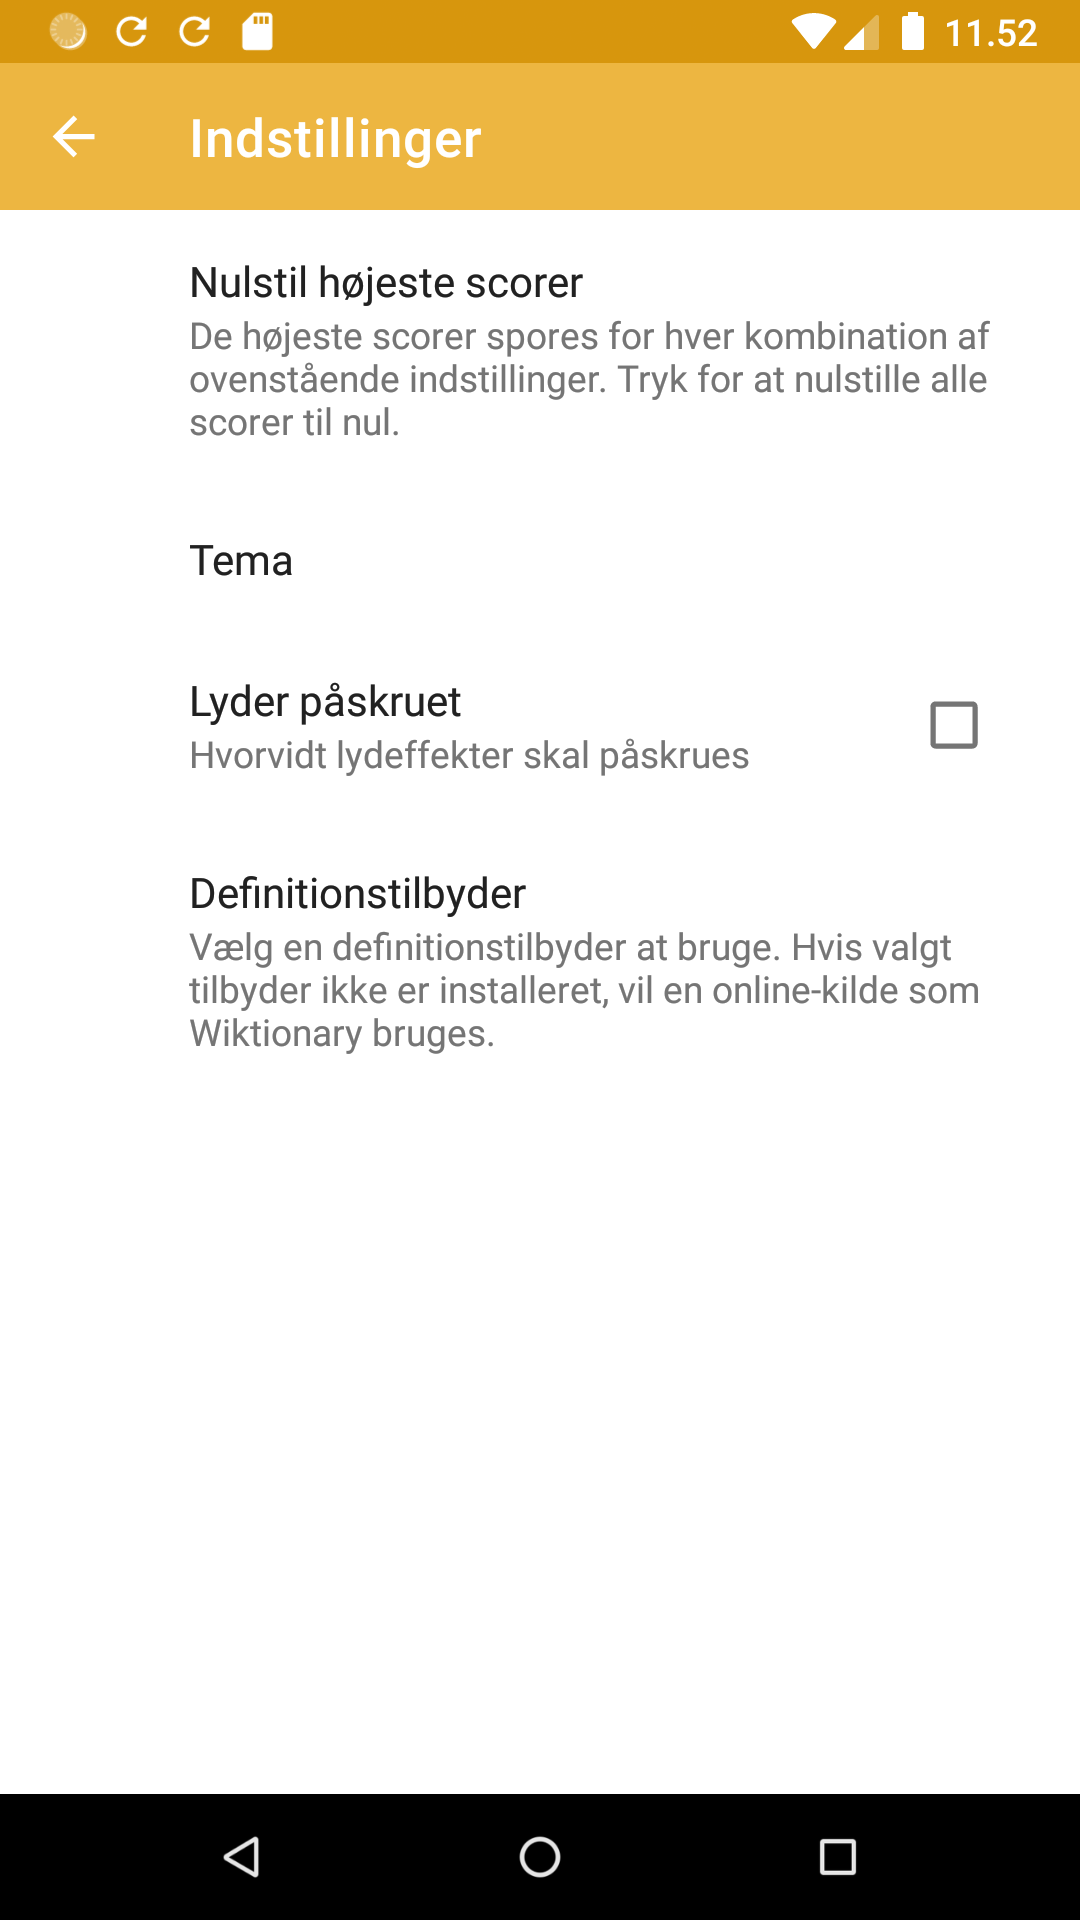 11.52
Indstillinger
Nulstil højeste scorer
De højeste scorer spores for hver kombination af
ovenstående indstillinger. Tryk for at nulstille alle
scorer til nul.
Tema
Lyder påskruet
Hvorvidt lydeffekter skal påskrues
Definitionstilbyder
Vælg en definitionstilbyder at bruge. Hvis valgt
tilbyder ikke er installeret, vil en online-kilde som
Wiktionary bruges.